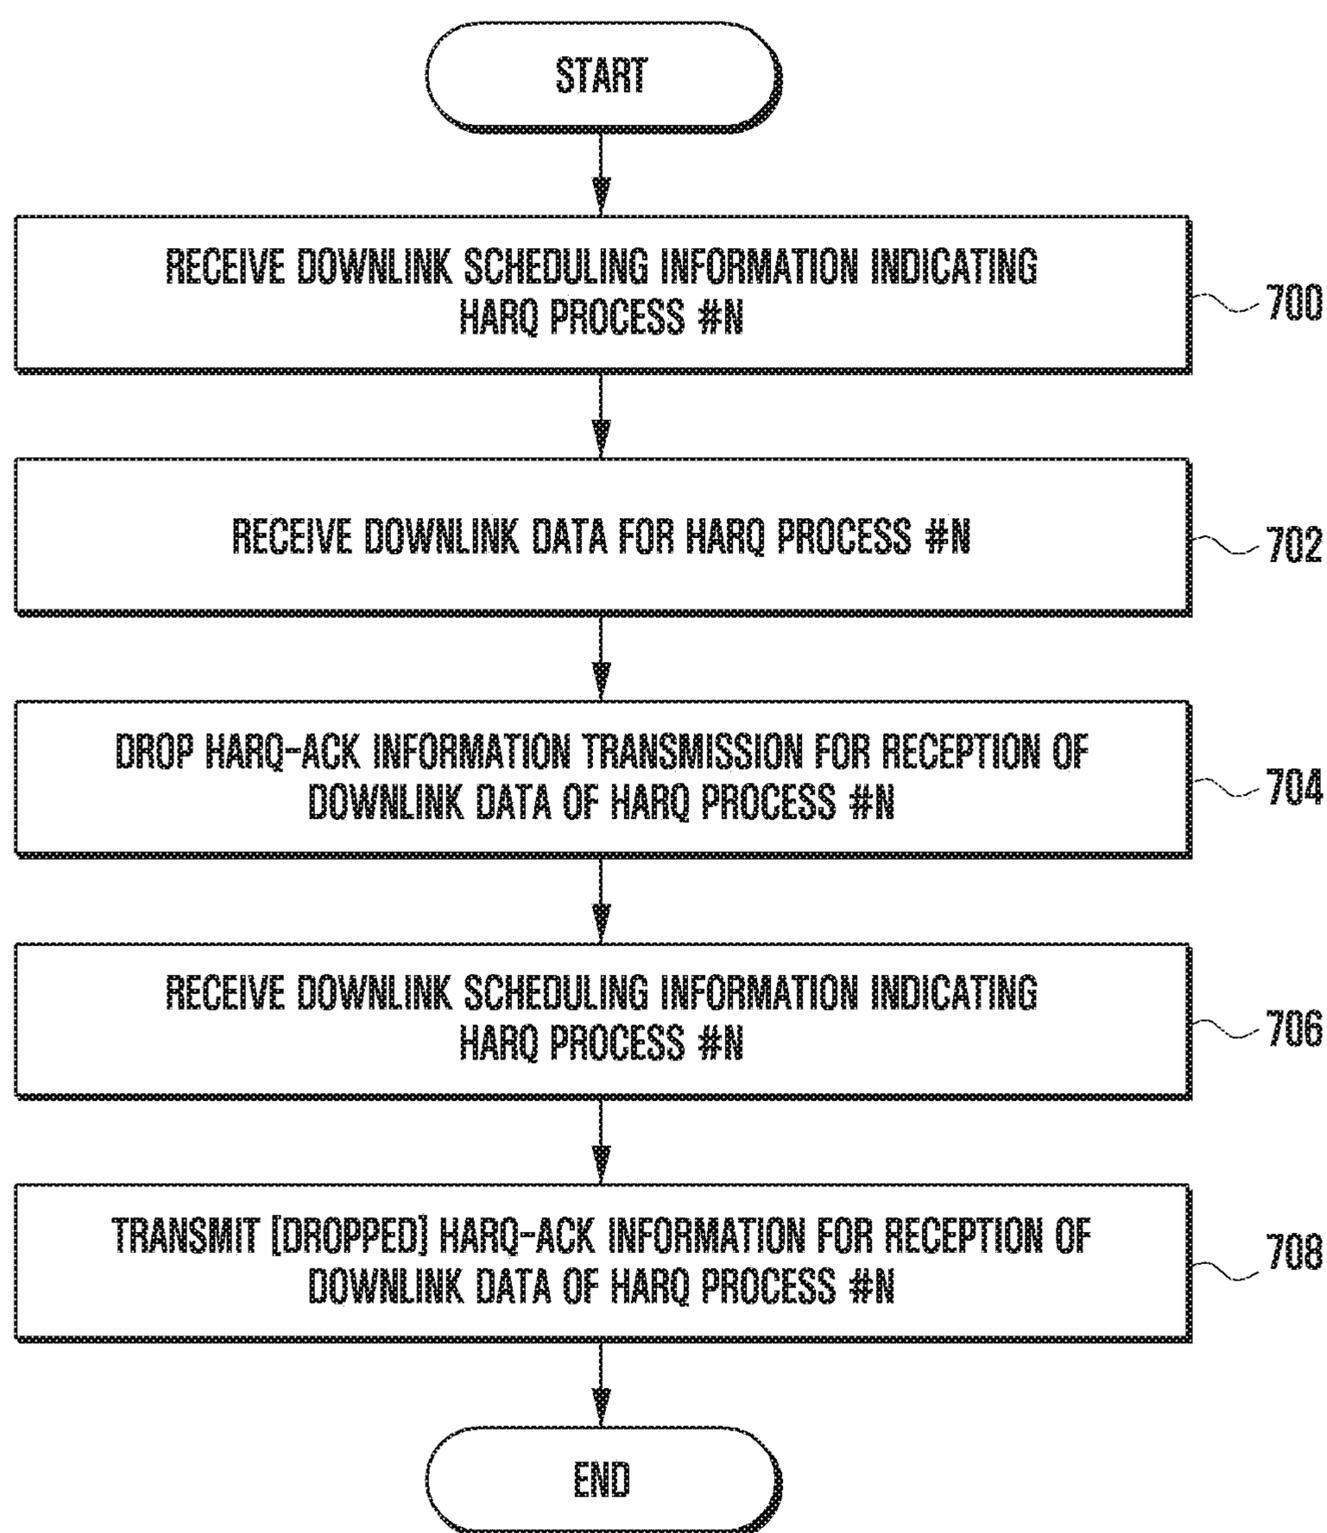 START
RECEIVE DOWNLINK SCHEDULING INFORMATION INDICATING
HARQ PROCESS #N
700
RECEIVE DOWNLINK DATA FOR HARQ PROCESS #N
702
DROP HARQ-ACK INFORMATION TRANSMISSION FOR RECEPTION OF
DOWNLINK DATA OF HARQ PROCESS #N
704
RECEIVE DOWNLINK SCHEDULING INFORMATION INDICATING
HARQ PROCESS #N
706
TRANSMIT [DROPPED] HARQ-ACK INFORMATION FOR RECEPTION OF
DOWNLINK DATA OF HARQ PROCESS #N
708
END